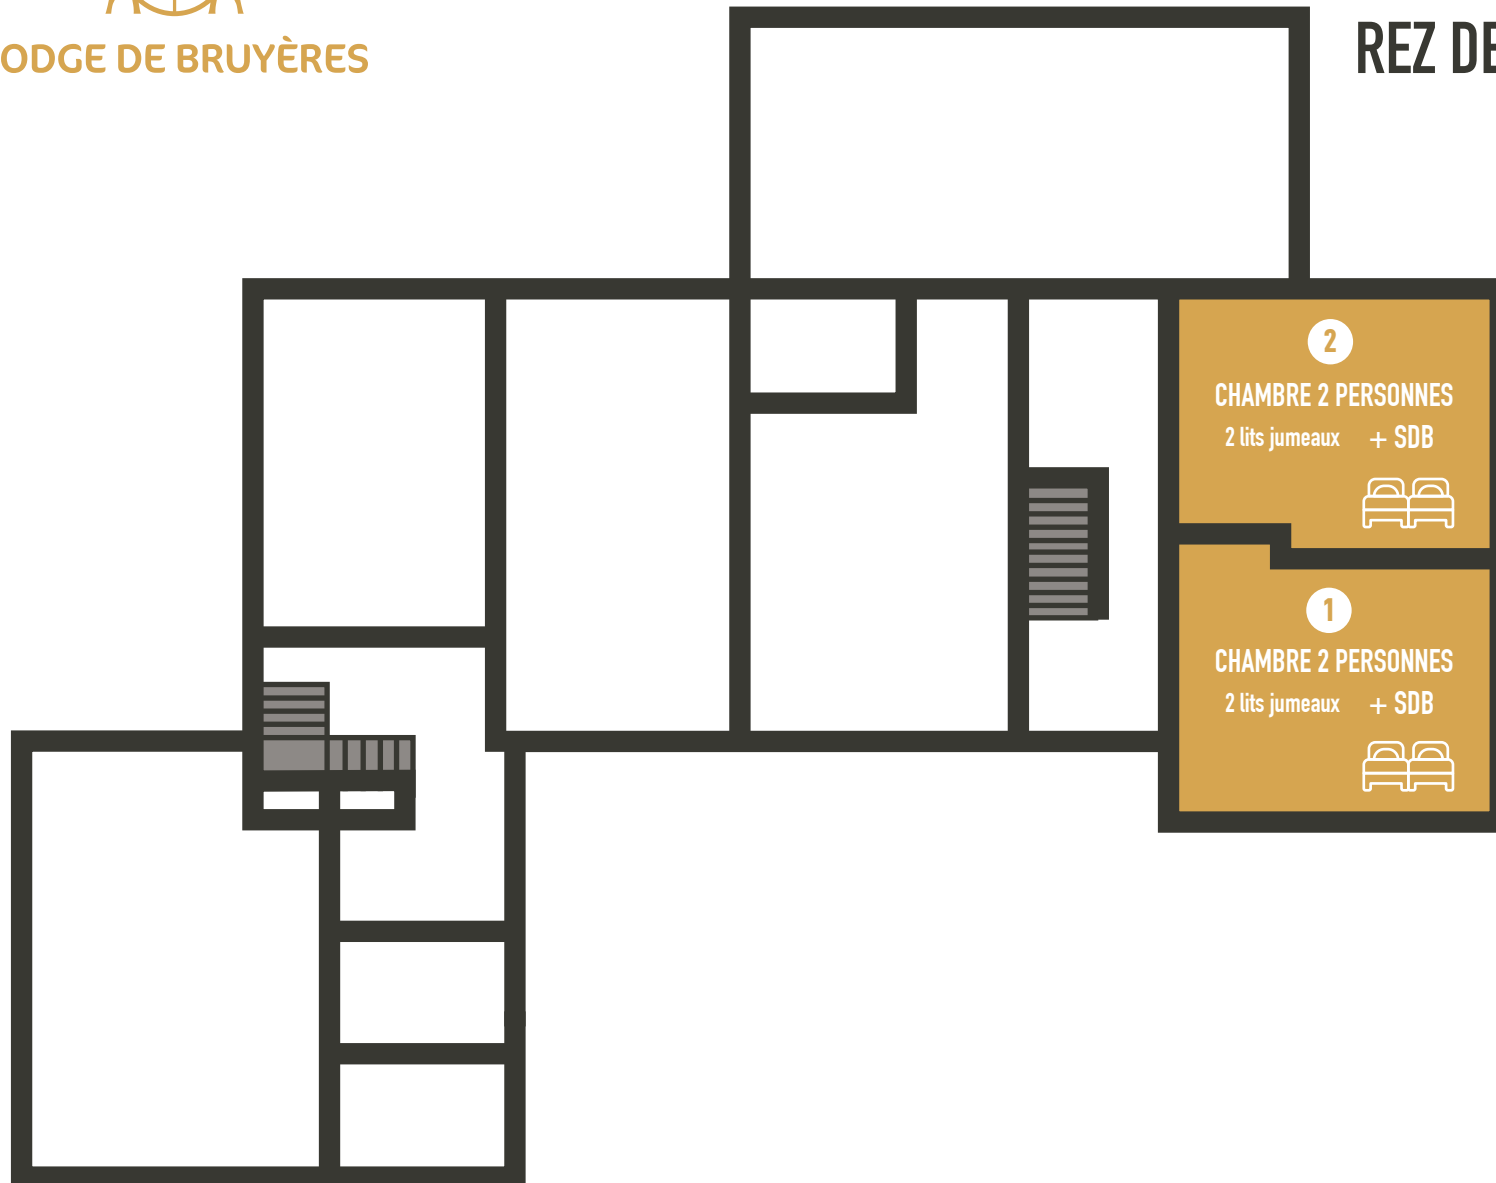 ODGE DE BRUYÈRES
REZ DE
2
CHAMBRE 2 PERSONNES
2 lits jumeaux + SDB
1
CHAMBRE 2 PERSONNES
2 lits jumeaux + SDB